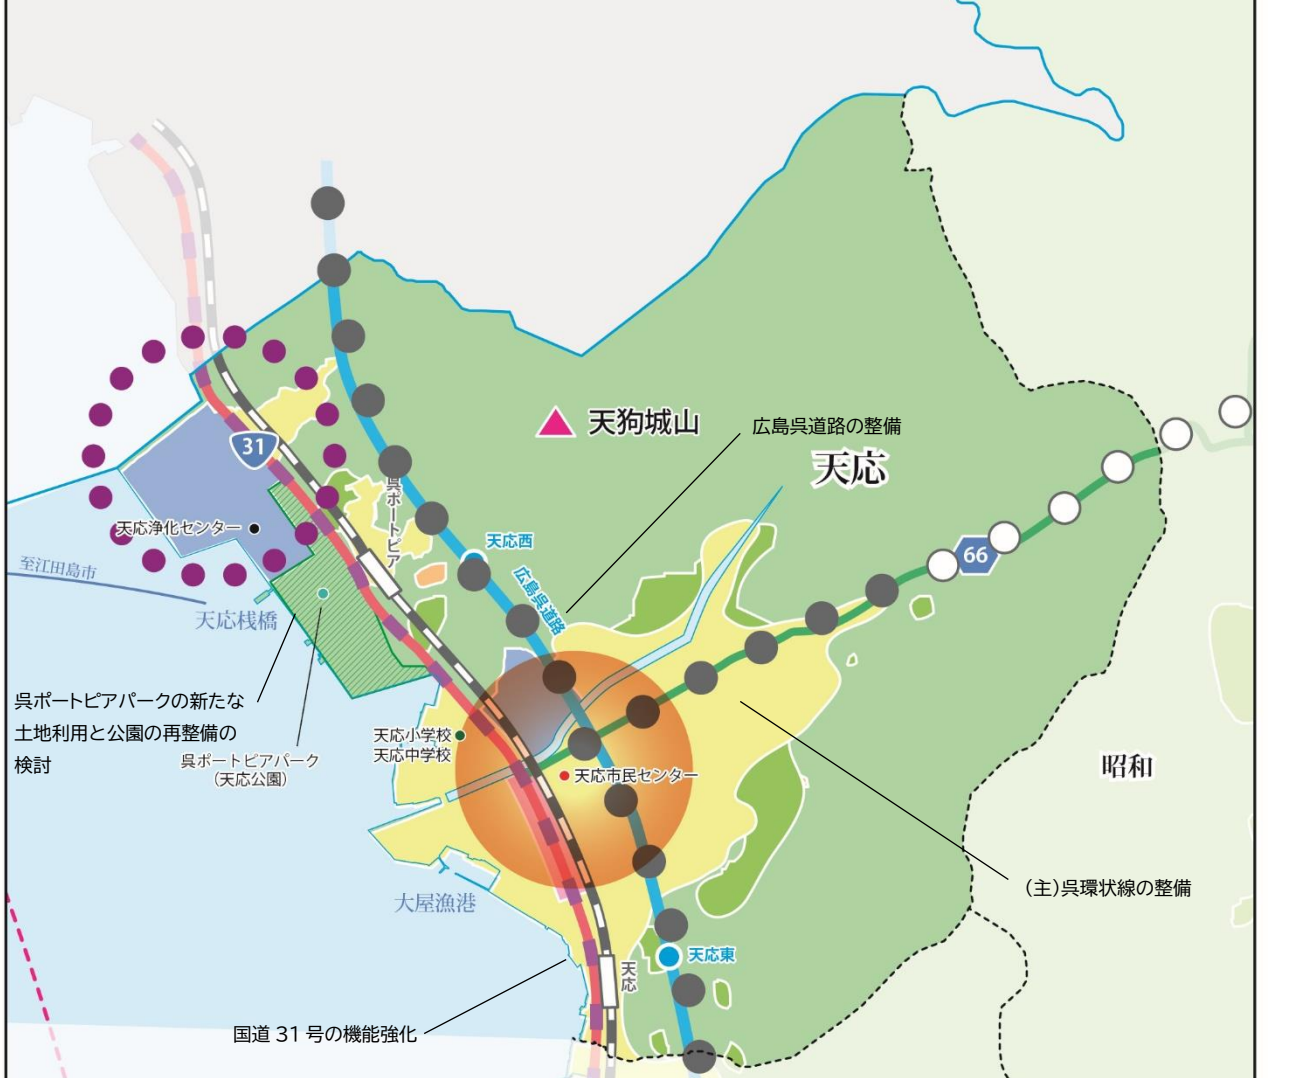 天狗城山
広島呉道路の整備
天応
31
呉ポートピア
天応浄化センター
天応西
広島呉道路
66
至江田島市
天応桟橋
呉ポートピアパークの新たな
土地利用と公園の再整備の
検討
呉ポートピアパーク
(天応公園)
天応小学校
天応中学校
天応市民センター
昭和
(主)呉環状線の整備
大屋漁港
天応東
天応
国道 31 号の機能強化